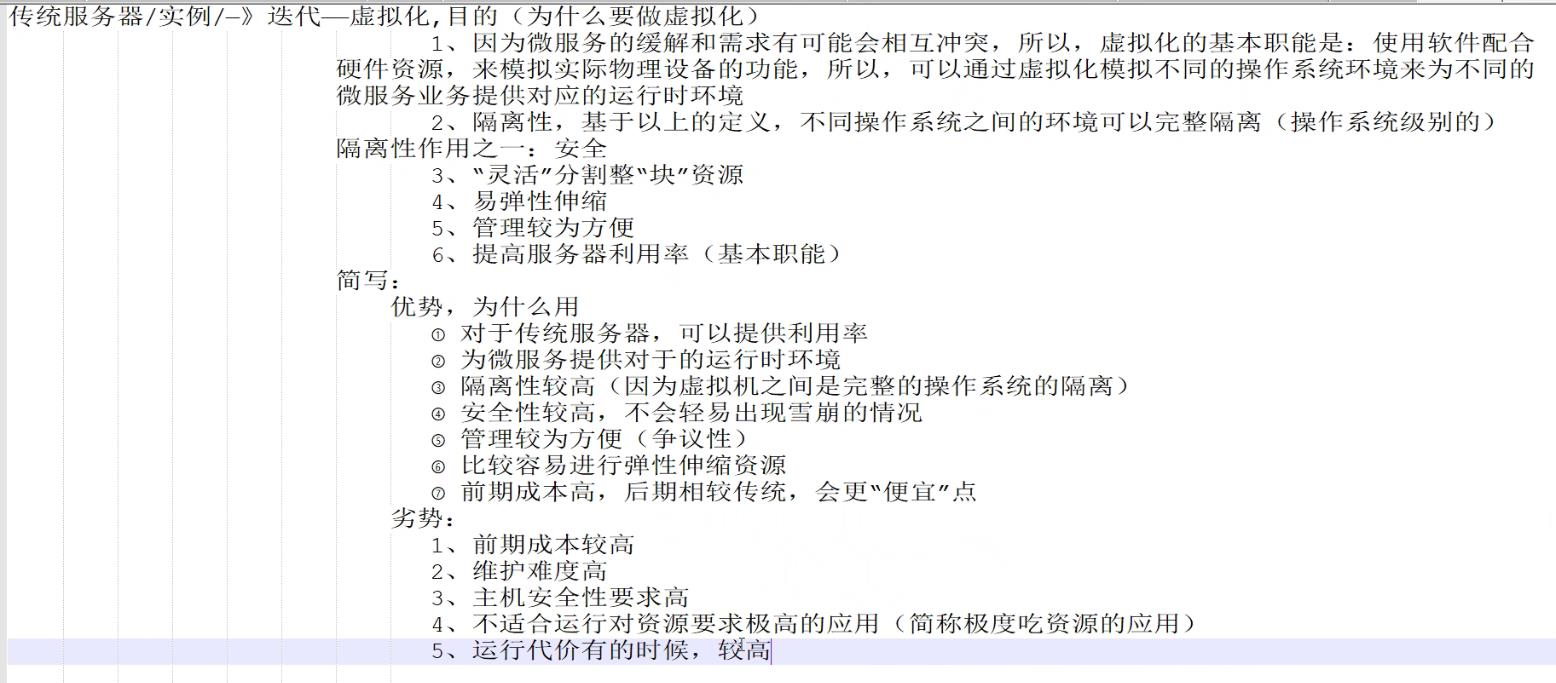 传统服务器/实例/—》迭代——虚拟化,目的（为什么要做虚拟化）
1、因为微服务的缓解和需求有可能会相互冲突，所以，虚拟化的基本职能是：使用软件配合
硬件资源，来模拟实际物理设备的功能，所以，可以通过虚拟化模拟不同的操作系统环境来为不同的
微服务业务提供对应的运行时环境
2、隔离性，基于以上的定义，不同操作系统之间的环境可以完整隔离（操作系统级别的）
隔离性作用之一：安全
3、“灵活”分割整“块”资源
4、易弹性伸缩
5、管理较为方便
6、提高服务器利用率（基本职能）
简写：
优势，为什么用
① 对于传统服务器，可以提供利用率
② 为微服务提供对于的运行时环境
③ 隔离性较高（因为虚拟机之间是完整的操作系统的隔离）
④ 安全性较高，不会轻易出现雪崩的情况
⑤ 管理较为方便（争议性）
⑥ 比较容易进行弹性伸缩资源
⑦ 前期成本高，后期相较传统，会更“便宜”点
劣势：
1、前期成本较高
2、维护难度高
3、主机安全性要求高
4、不适合运行对资源要求极高的应用（简称极度吃资源的应用）
5、运行代价有的时候，较高